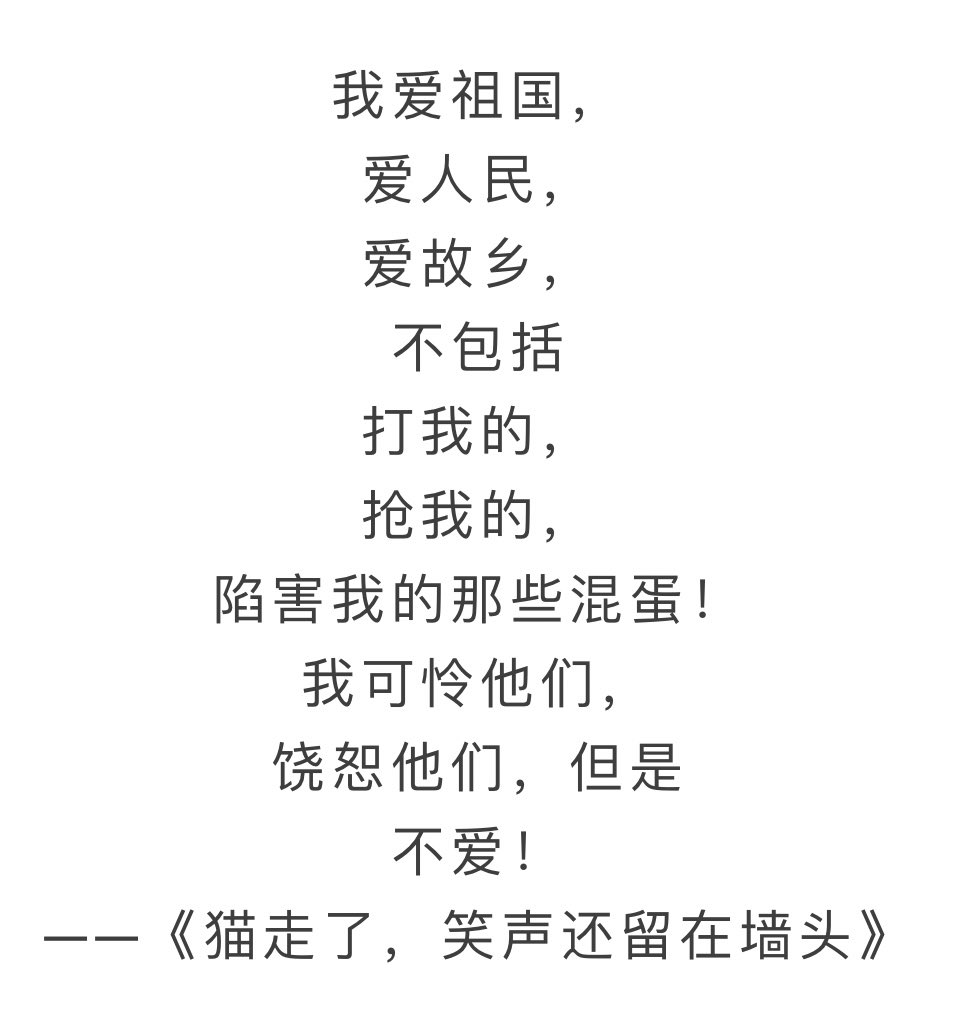 我爱祖国，
爱人民，
爱故乡，
不包括
打我的，
抢我的，
陷害我的那些混蛋！
我可怜他们，
饶恕他们，但是
不爱！
——《猫走了，笑声还留在墙头》